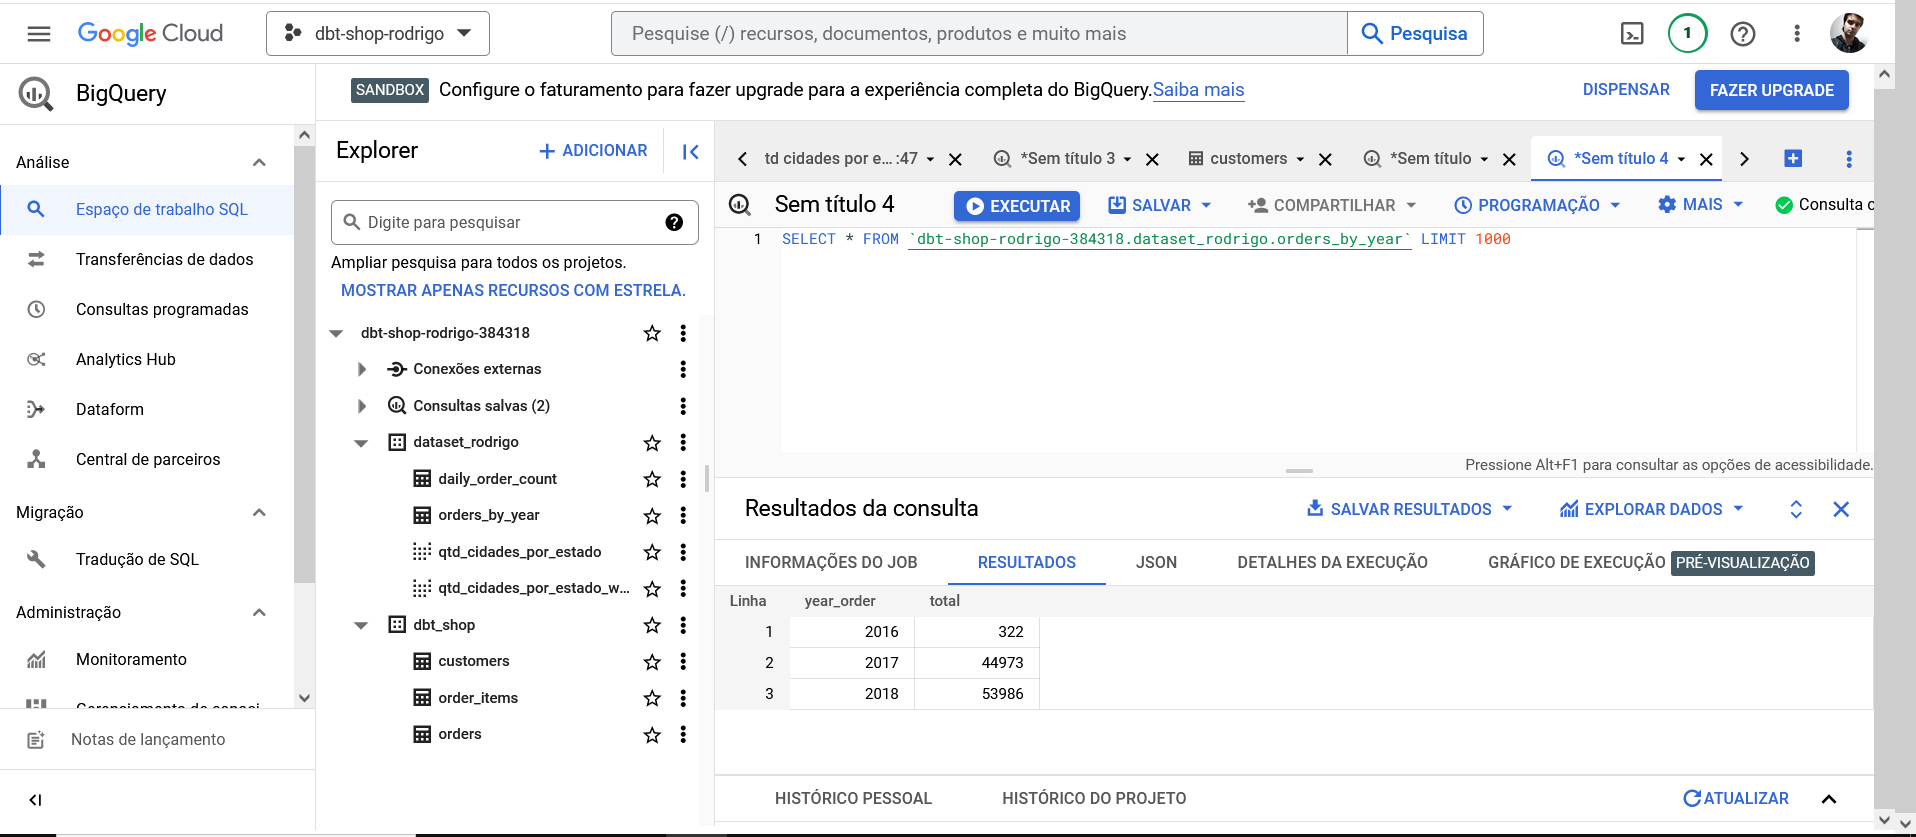 Google Cloud
dbt-shop-rodrigo
Pesquise (/) recursos, documentos, produtos e muito mais
Pesquisa
1
BigQuery
SANDBOX Configure o faturamento para fazer upgrade para a experiência completa do BigQuery.Saiba mais
DISPENSAR
FAZER UPGRADE
Análise
Espaço de trabalho SQL
Transferências de dados
Consultas programadas
Analytics Hub
Dataform
Central de parceiros
Migração
Tradução de SQL
Administração
Monitoramento
Notas de lançamento
Explorer
ADICIONAR
Digite para pesquisar
Ampliar pesquisa para todos os projetos.
MOSTRAR APENAS RECURSOS COM ESTRELA.
dbt-shop-rodrigo-384318
Conexões externas
Consultas salvas (2)
dataset_rodrigo
daily_order_count
orders_by_year
qtd_cidades_por_estado
qtd_cidades_por_estado_w...
dbt_shop
customers
order_items
orders
td cidades por e... :47
*Sem título 3
customers
*Sem título
*Sem título 4
Sem título 4
EXECUTAR
SALVAR
COMPARTILHAR
PROGRAMAÇÃO
MAIS
Consulta c
1 SELECT * FROM `dbt-shop-rodrigo-384318.dataset_rodrigo.orders_by_year` LIMIT 1000
Pressione Alt+F1 para consultar as opções de acessibilidade.
Resultados da consulta
SALVAR RESULTADOS
EXPLORAR DADOS
INFORMAÇÕES DO JOB
RESULTADOS
JSON
DETALHES DA EXECUÇÃO
GRÁFICO DE EXECUÇÃO PRÉ-VISUALIZAÇÃO
Linha year_order total
1 2016 322
2 2017 44973
3 2018 53986
HISTÓRICO PESSOAL
HISTÓRICO DO PROJETO
ATUALIZAR